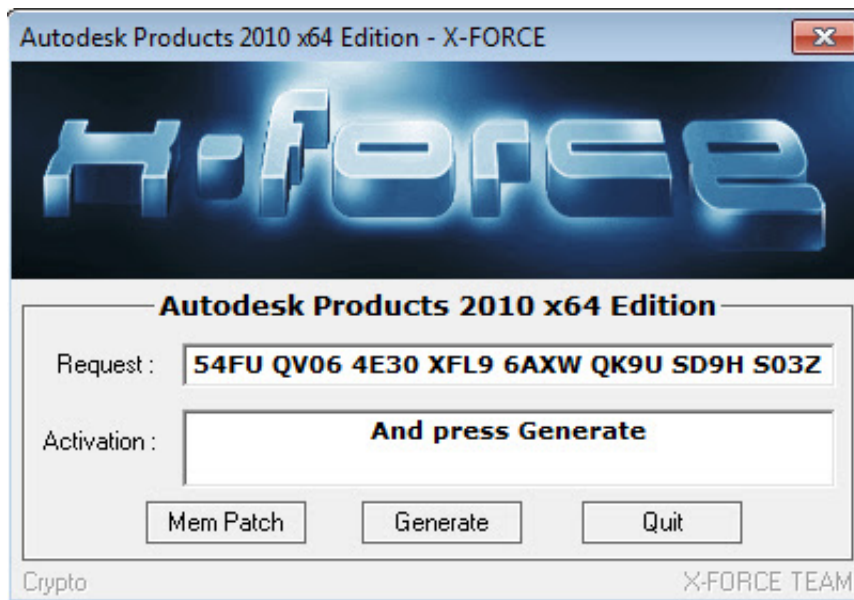 Autodesk Products 2010 x64 Edition - X-FORCE
x-force
Autodesk Products 2010 x64 Edition
Request : 54FU QV06 4E30 XFL9 6AXW QK9U SD9H S03Z
Activation : And press Generate
Mem Patch Generate Quit
Crypto X-FORCE TEAM